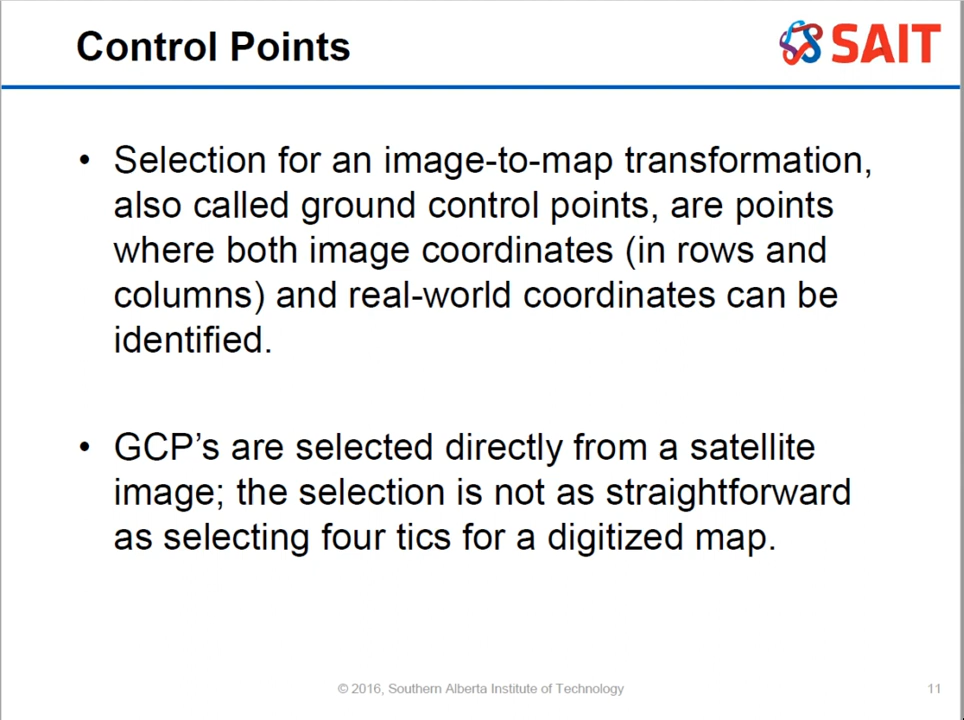 Control Points
SAIT
• Selection for an image-to-map transformation,
also called ground control points, are points
where both image coordinates (in rows and
columns) and real-world coordinates can be
identified.
• GCP’s are selected directly from a satellite
image; the selection is not as straightforward
as selecting four tics for a digitized map.
© 2016, Southern Alberta Institute of Technology
11